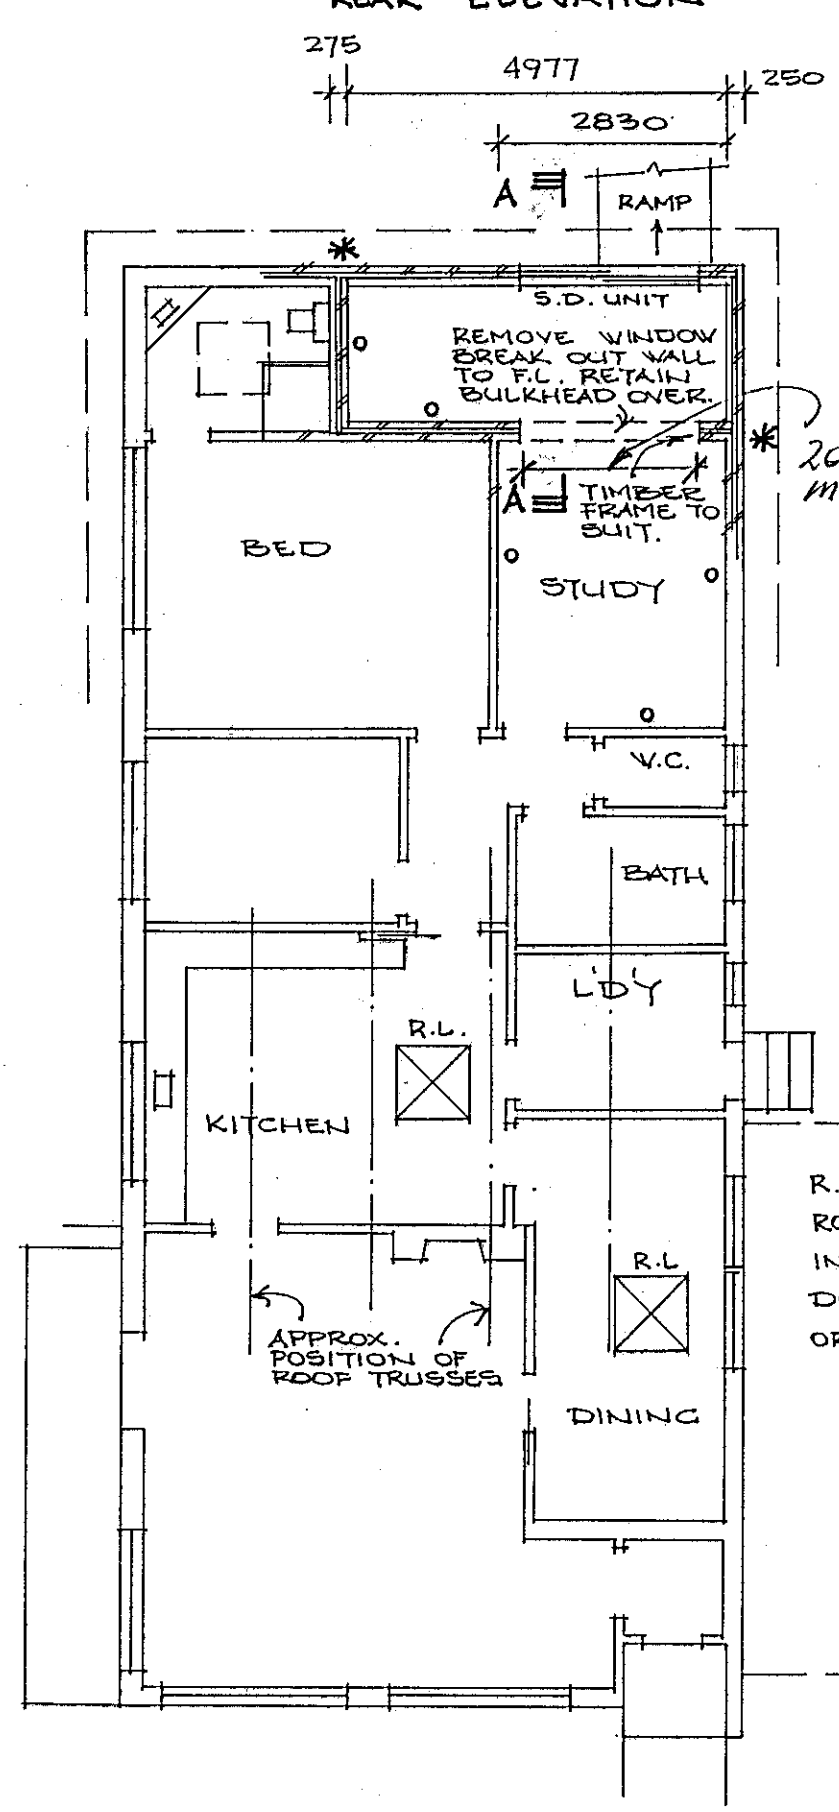 REAR ELEVATION
275
4977
250
2830
A
RAMP
S.D. UNIT
REMOVE WINDOW
BREAK OUT WALL
TO F.L. RETAIN
BULKHEAD OVER.
A
TIMBER
FRAME TO
SUIT.
BED
STUDY
W.C.
BATH
L'D'Y
R.L.
KITCHEN
R.
R.L
APPROX.
POSITION OF
ROOF TRUSSES
DINING